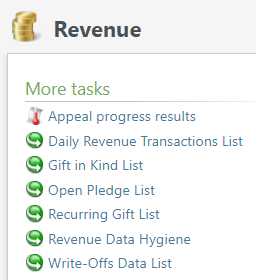 Revenue
More tasks
Appeal progress results
Daily Revenue Transactions List
Gift in Kind List
Open Pledge List
Recurring Gift List
Revenue Data Hygiene
Write-Offs Data List